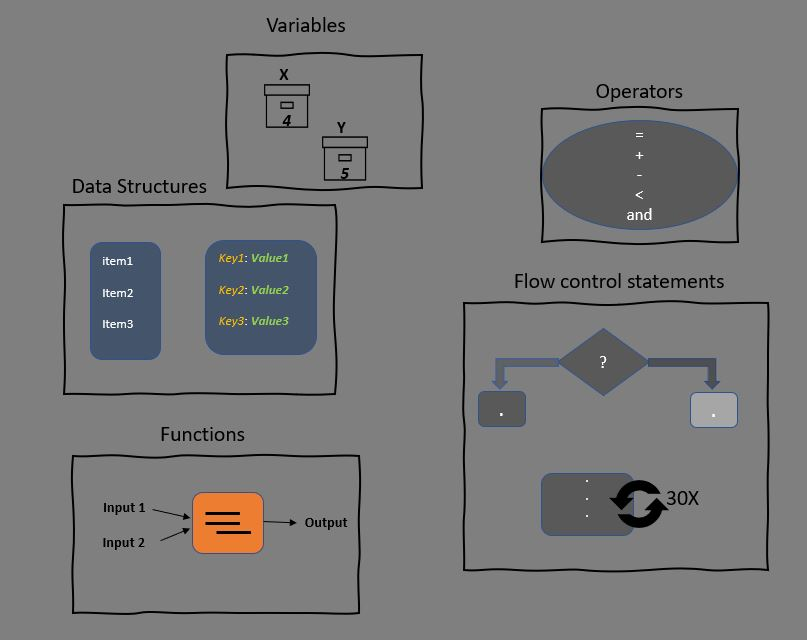 Variables
X
4
Y
5
Operators
=
+
-
<
and
Data Structures
item1
Item2
Item3
Key1: Value1
Key2: Value2
Key3: Value3
Flow control statements
?
.
.
.
.
.
30X
Functions
Input 1
Input 2
Output